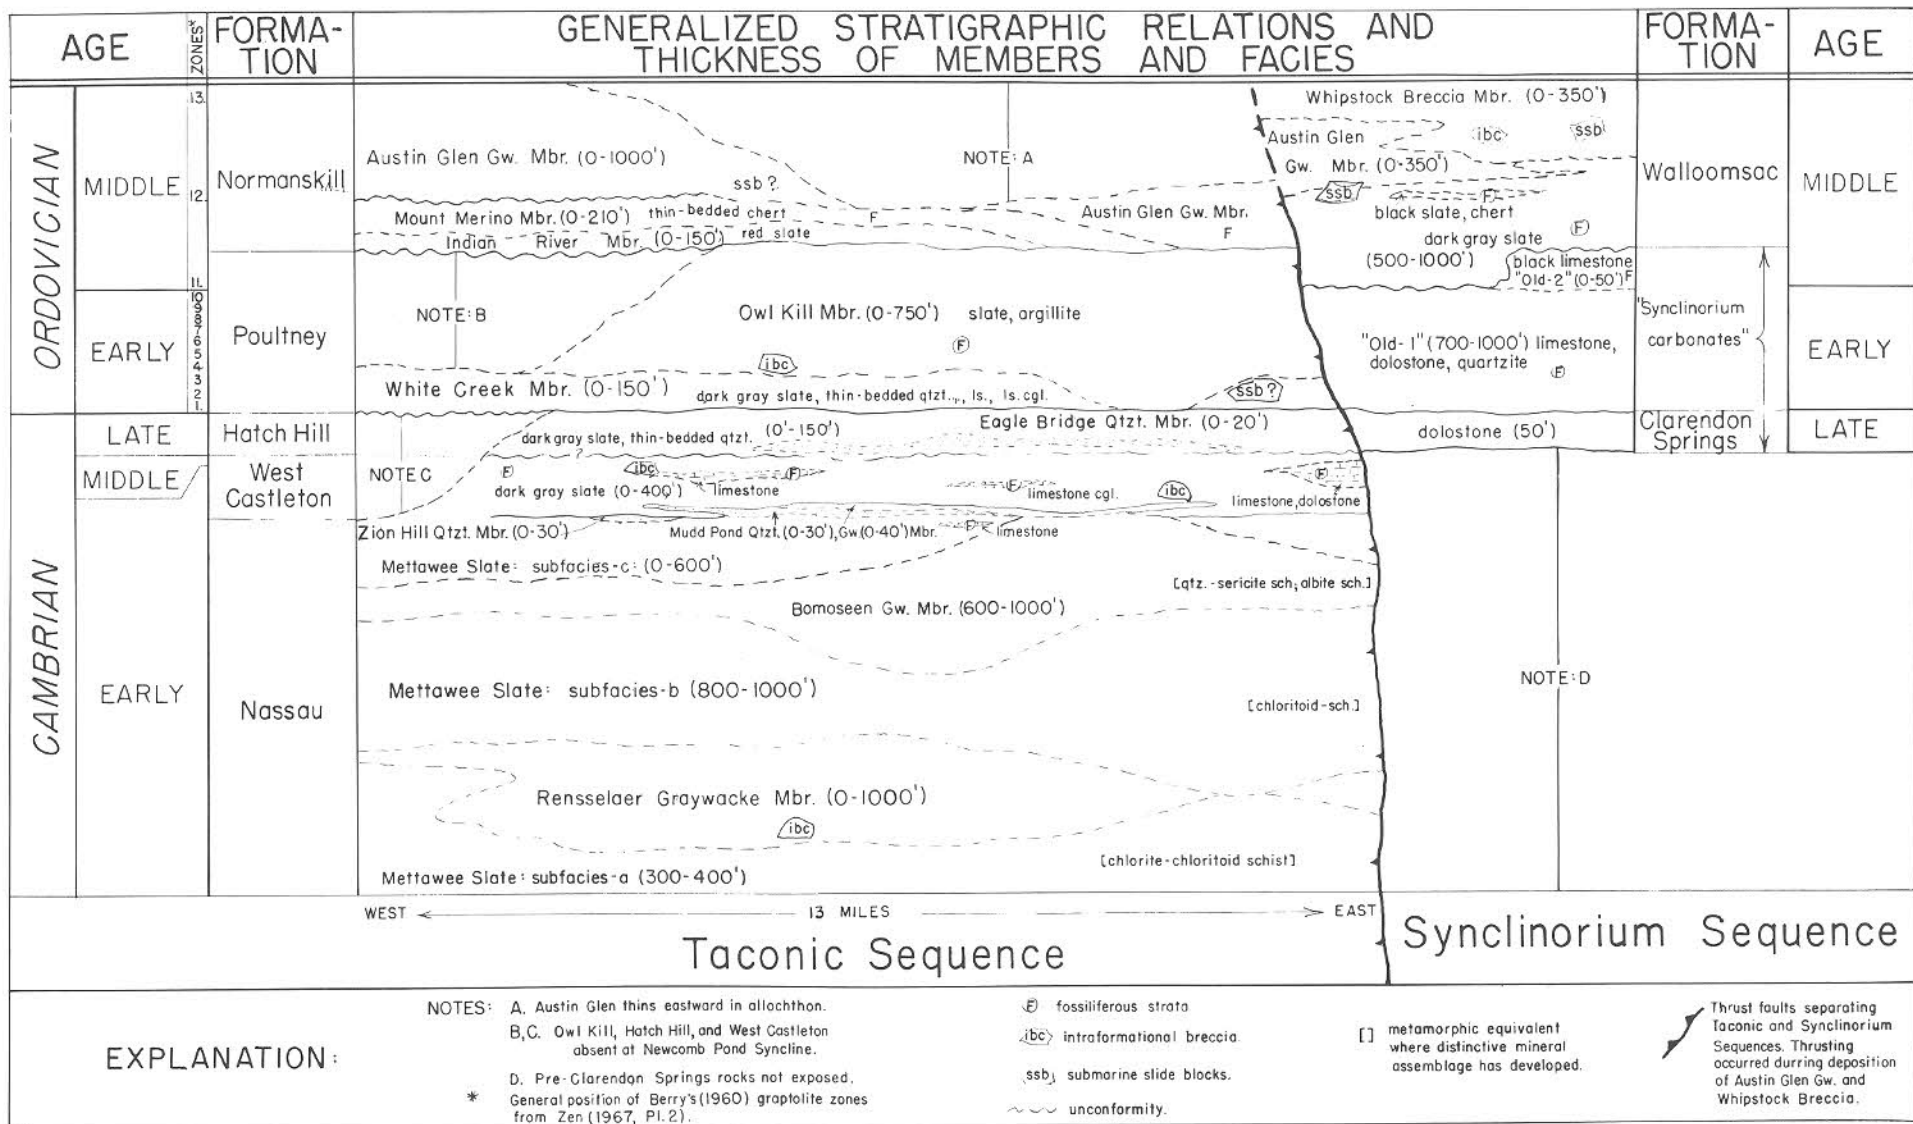 AGE
ZONES*
FORMA-
TION
GENERALIZED STRATIGRAPHIC RELATIONS AND
THICKNESS OF MEMBERS AND FACIES
FORMA-
TION
AGE
ORDOVICIAN
MIDDLE
EARLY
CAMBRIAN
LATE
MIDDLE
EARLY
13.
12.
11.
10
9
8
7
6
5
4
3
2
1.
Normanskill
Poultney
Hatch Hill
West
Castleton
Nassau
Austin Glen Gw. Mbr. (0-1000')
ssb?
NOTE: A
Mount Merino Mbr. (0-210') thin-bedded chert
F
Indian River Mbr. (0-150') red slate
Austin Glen Gw. Mbr.
F
NOTE: B
Owl Kill Mbr. (0-750') slate, argillite
F
ibc
White Creek Mbr. (0-150')
dark gray slate, thin-bedded qtzt., ls., ls. cgl.
ssb?
Eagle Bridge Qtzt. Mbr. (0-20')
dark gray slate, thin-bedded qtzt. (0'-150')
?
NOTE C
F
ibc
F
F
dark gray slate (0-400') limestone
F
limestone cgl.
ibc
limestone, dolostone
Zion Hill Qtzt. Mbr. (0-30')
Mudd Pond Qtzt. (0-30'), Gw. (0-40') Mbr.
F
limestone
Mettawee Slate: subfacies-c: (0-600')
[qtz.-sericite sch; albite sch.]
Bomoseen Gw. Mbr. (600-1000')
Mettawee Slate: subfacies-b (800-1000')
[chloritoid-sch.]
Rensselaer Graywacke Mbr. (0-1000')
ibc
[chlorite-chloritoid schist]
Mettawee Slate: subfacies-a (300-400')
WEST
13 MILES
EAST
Taconic Sequence
Whipstock Breccia Mbr. (0-350')
Austin Glen
ibc
ssb
Gw. Mbr. (0-350')
ssb
F
black slate, chert
dark gray slate
F
(500-1000')
black limestone
"Old-2" (0-50') F
"Old-1" (700-1000') limestone,
dolostone, quartzite
F
dolostone (50')
NOTE: D
Synclinorium Sequence
Walloomsac
"Synclinorium
carbonates"
Clarendon
Springs
MIDDLE
EARLY
LATE
EXPLANATION:
NOTES: A. Austin Glen thins eastward in allochthon.
B,C. Owl Kill, Hatch Hill, and West Castleton
absent at Newcomb Pond Syncline.
D. Pre-Clarendon Springs rocks not exposed.
* General position of Berry's (1960) graptolite zones
from Zen (1967, Pl. 2).
F fossiliferous strata
ibc intraformational breccia.
ssb submarine slide blocks.
unconformity.
[] metamorphic equivalent
where distinctive mineral
assemblage has developed.
Thrust faults separating
Taconic and Synclinorium
Sequences. Thrusting
occurred durring deposition
of Austin Glen Gw. and
Whipstock Breccia.